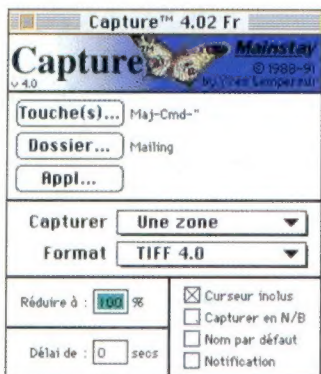 Capture™ 4.02 Fr
Capture™
Mainstay
© 1988-91
v 4.0
by Yves Lempereur
Touche(s)... Maj-Cmd-"
Dossier... Mailing
Appl...
Capturer Une zone
Format TIFF 4.0
Réduire à : 100 %
Délai de : 0 secs
Curseur inclus
Capturer en N/B
Nom par défaut
Notification